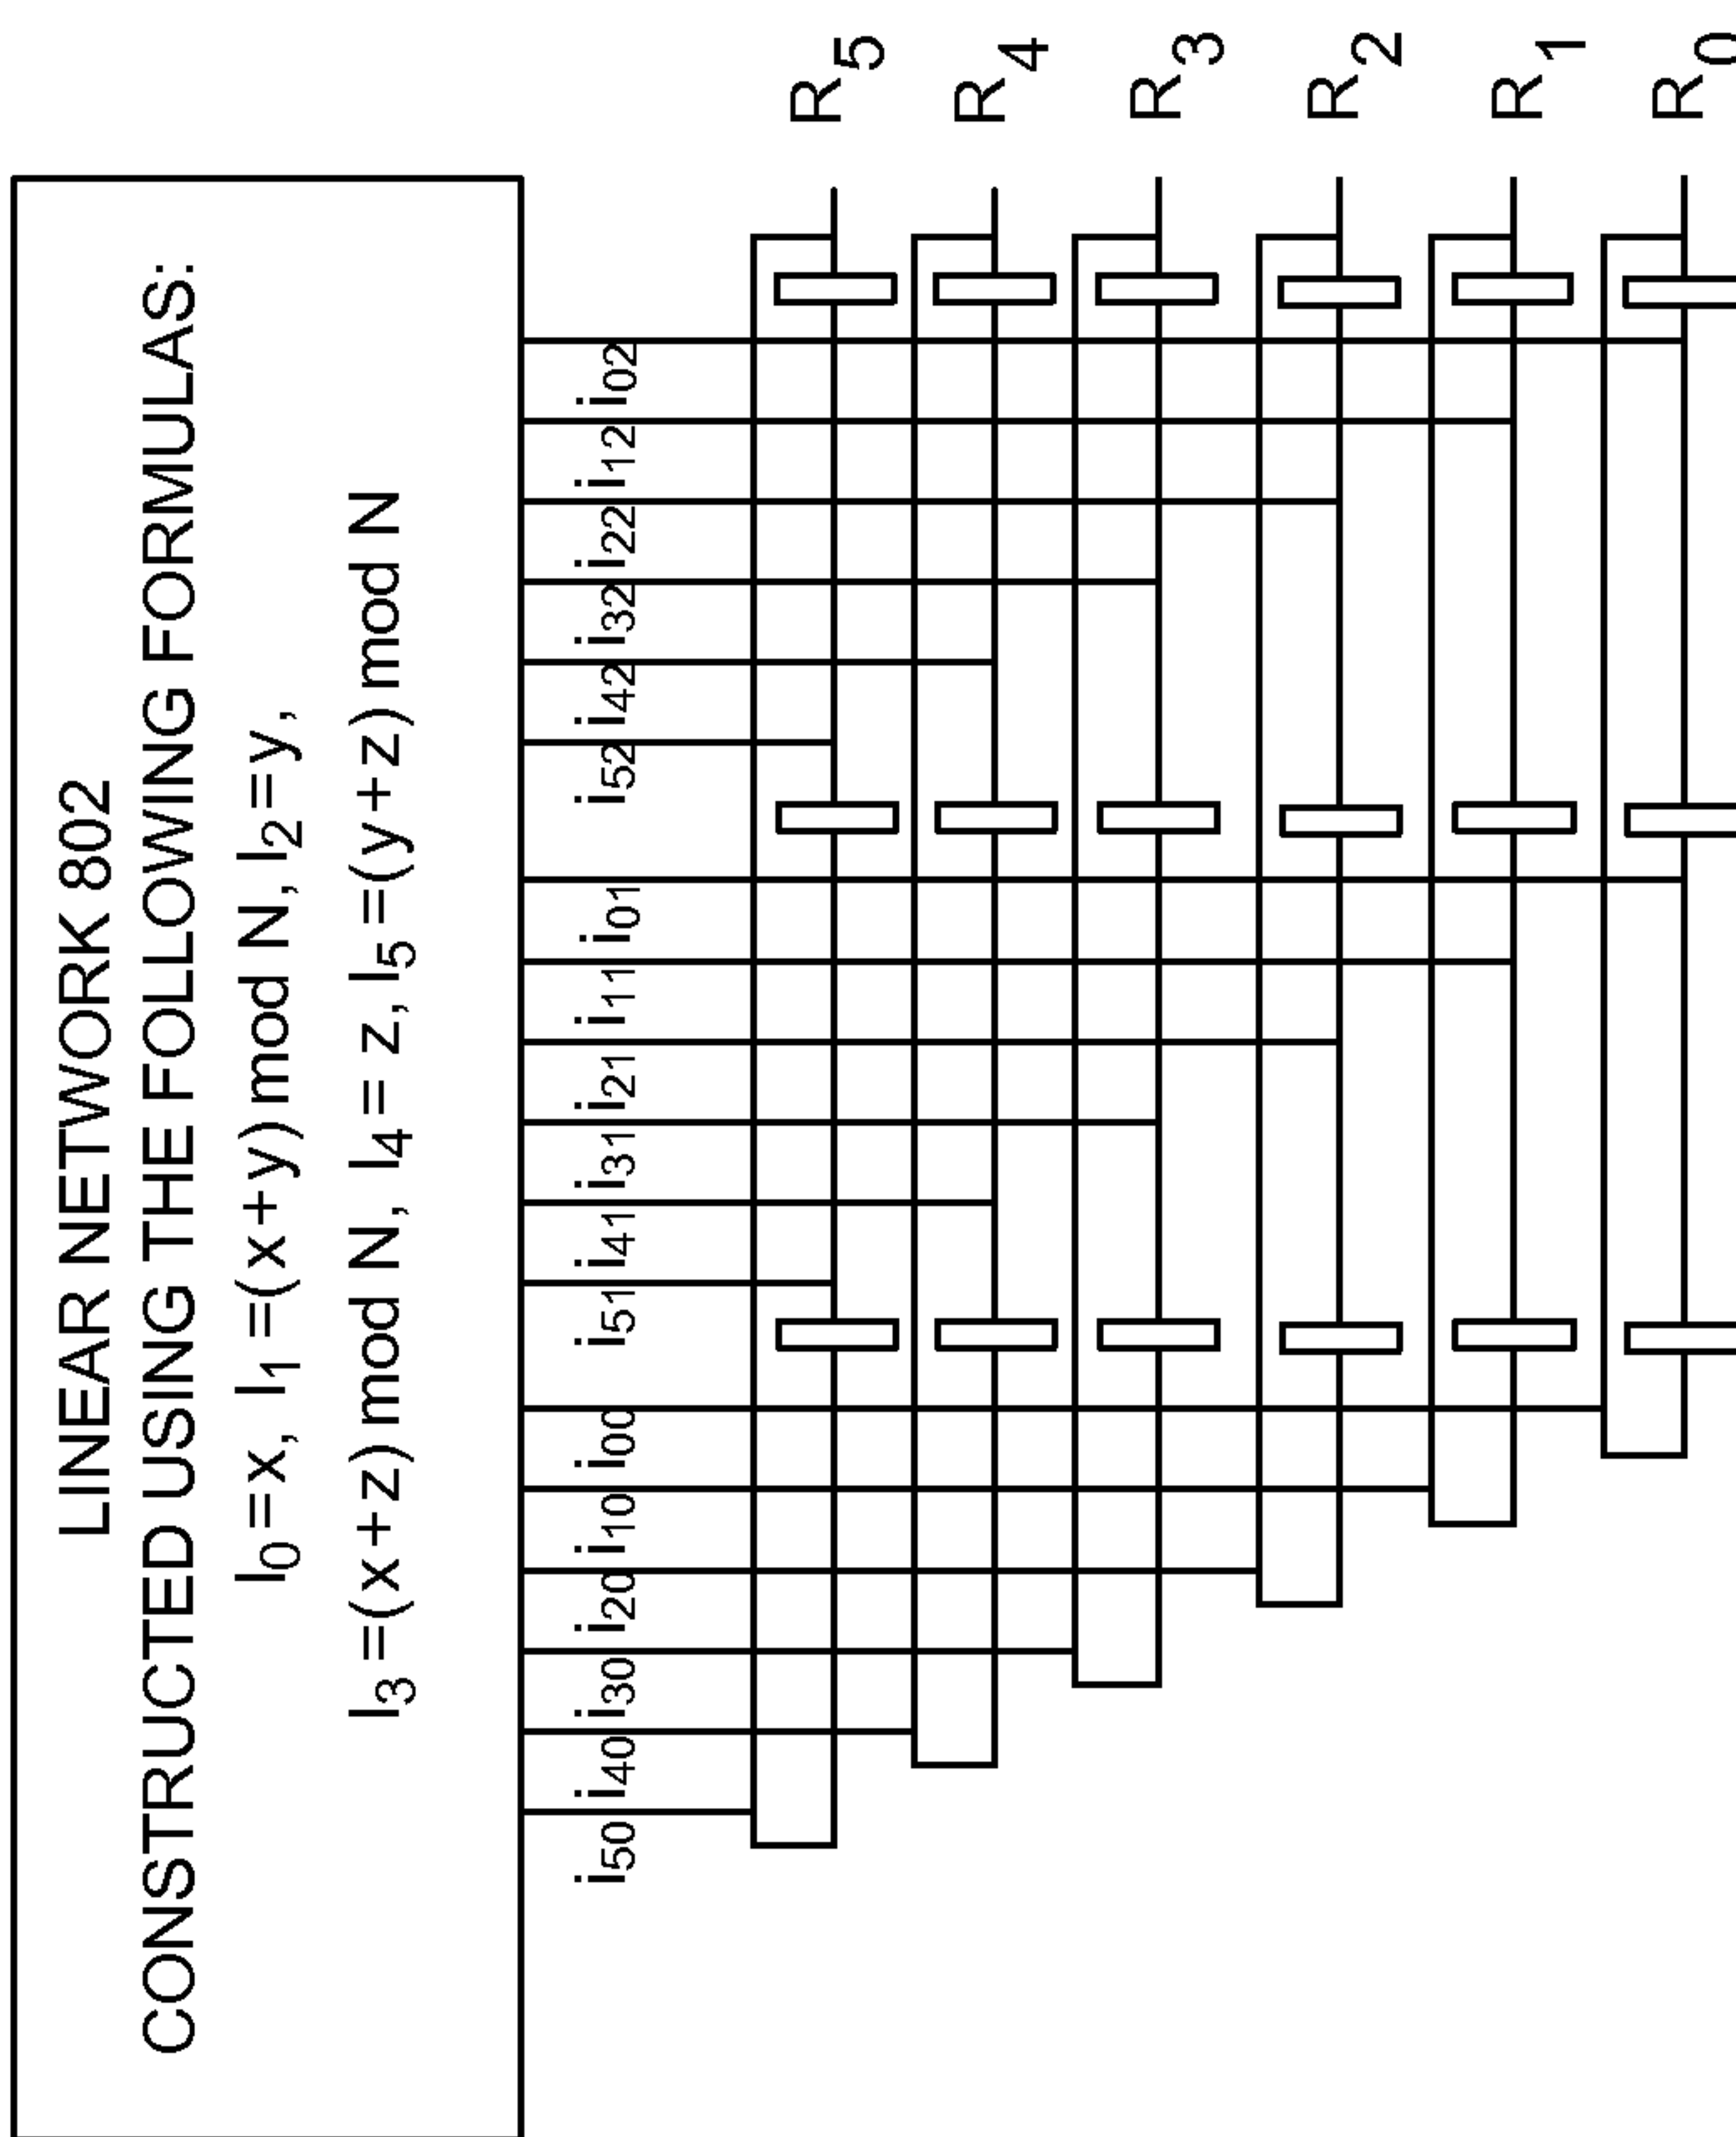 LINEAR NETWORK 802
CONSTRUCTED USING THE FOLLOWING FORMULAS:
I0=x, I1=(x+y) mod N, I2=y,
I3=(x+z) mod N, I4= z, I5=(y+z) mod N
i50
i40
i30
i20
i10
i00
i51
i41
i31
i21
i11
i01
i52
i42
i32
i22
i12
i02
R5
R4
R3
R2
R1
R0